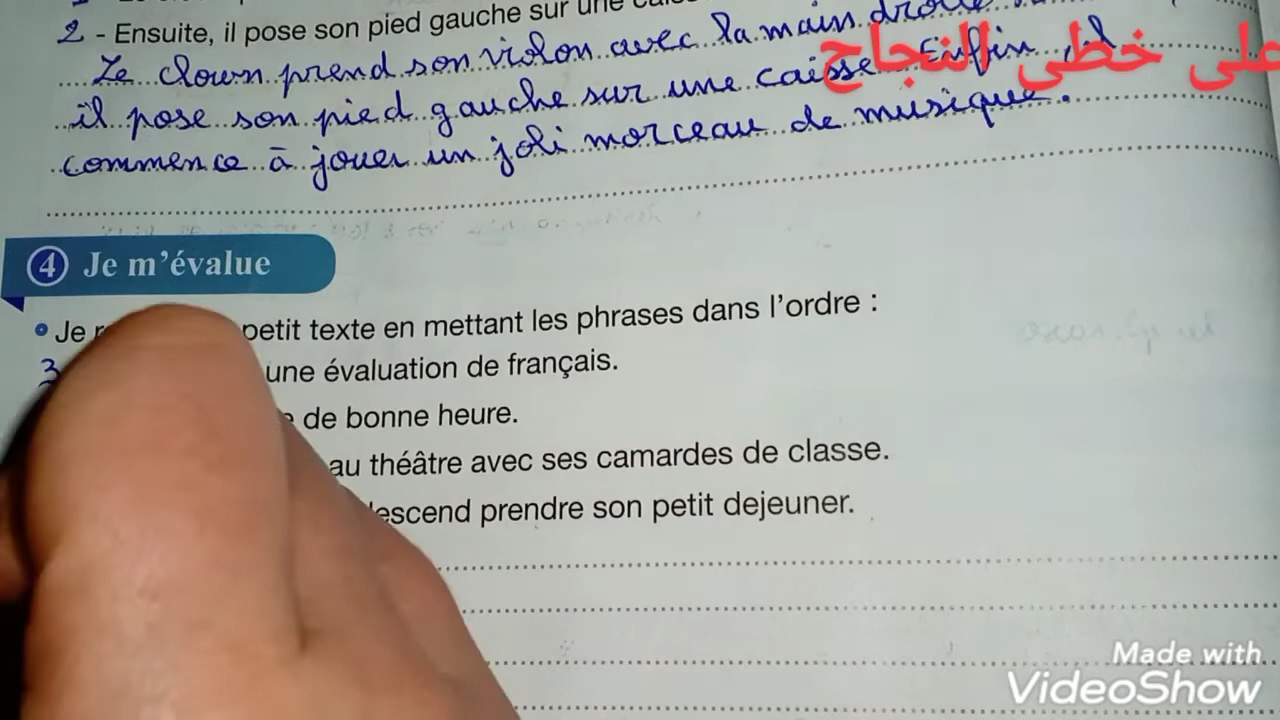 2 - Ensuite, il pose son pied gauche sur une
Le clown prend son violon avec la main droite
il pose son pied gauche sur une caisse. Enfin, il
commence à jouer un joli morceau de musique.
على خطى النجاح
4 Je m'évalue
Je petit texte en mettant les phrases dans l'ordre :
3 une évaluation de français.
de bonne heure.
au théâtre avec ses camardes de classe.
descend prendre son petit dejeuner.
Made with
VideoShow